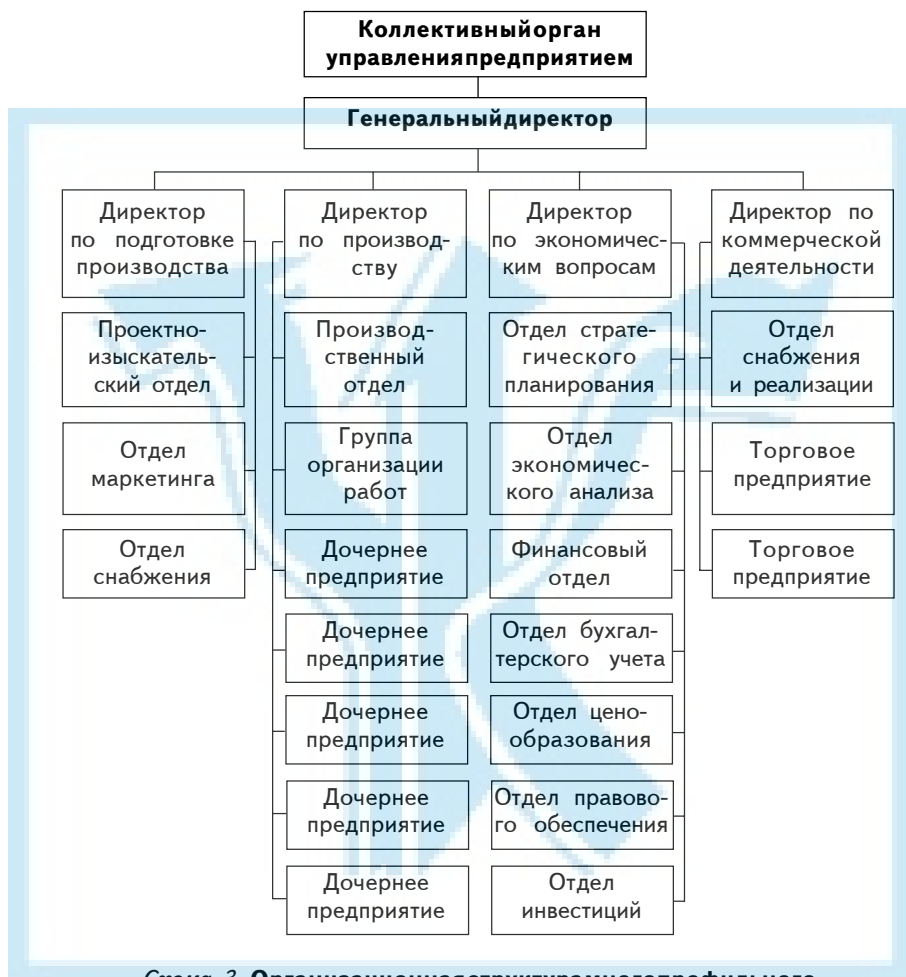 Коллективныйорган
управленияпредприятием
Генеральныйдиректор
Директор
по подготовке
производства
Директор
по производ-
ству
Директор
по экономичес-
ким вопросам
Директор по
коммерческой
деятельности
Проектно-
изыскатель-
ский отдел
Производ-
ственный
отдел
Отдел страте-
гического
планирования
Отдел
снабжения
и реализации
Отдел
маркетинга
Группа
организации
работ
Отдел
экономичес-
кого анализа
Торговое
предприятие
Отдел
снабжения
Дочернее
предприятие
Финансовый
отдел
Торговое
предприятие
Дочернее
предприятие
Отдел бухгал-
терского учета
Дочернее
предприятие
Отдел цено-
образования
Дочернее
предприятие
Отдел правово-
го обеспечения
Дочернее
предприятие
Отдел
инвестиций
Схема 3. Организационнаяструктурамногопрофильного